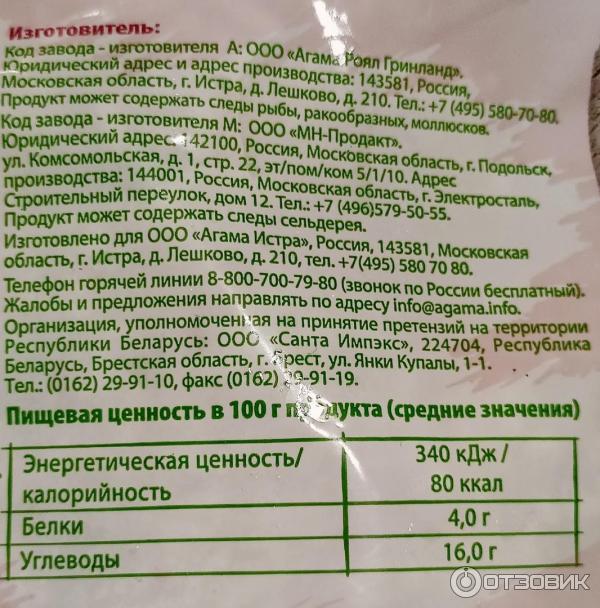 Изготовитель:
Код завода - изготовителя А: ООО «Агама Роял Гринланд».
Юридический адрес и адрес производства: 143581, Россия,
Московская область, г. Истра, д. Лешково, д. 210. Тел.: +7 (495) 580-70-80.
Продукт может содержать следы рыбы, ракообразных, моллюсков.
Код завода - изготовителя М: ООО «МН-Продакт».
Юридический адрес: 142100, Россия, Московская область, г. Подольск,
ул. Комсомольская, д. 1, стр. 22, эт/пом/ком 5/1/10. Адрес
производства: 144001, Россия, Московская область, г. Электросталь,
Строительный переулок, дом 12. Тел.: +7 (496)579-50-55.
Продукт может содержать следы сельдерея.
Изготовлено для ООО «Агама Истра», Россия, 143581, Московская
область, г. Истра, д. Лешково, д. 210, тел. +7(495) 580 70 80.
Телефон горячей линии 8-800-700-79-80 (звонок по России бесплатный).
Жалобы и предложения направлять по адресу info@agama.info.
Организация, уполномоченная на принятие претензий на территории
Республики Беларусь: ООО «Санта Импэкс», 224704, Республика
Беларусь, Брестская область, г. Брест, ул. Янки Купалы, 1-1.
Тел.: (0162) 29-91-10, факс (0162) 29-91-19.
Пищевая ценность в 100 г продукта (средние значения)
Энергетическая ценность/ 340 кДж /
калорийность 80 ккал
Белки 4,0 г
Углеводы 16,0 г
ОТЗОВИК